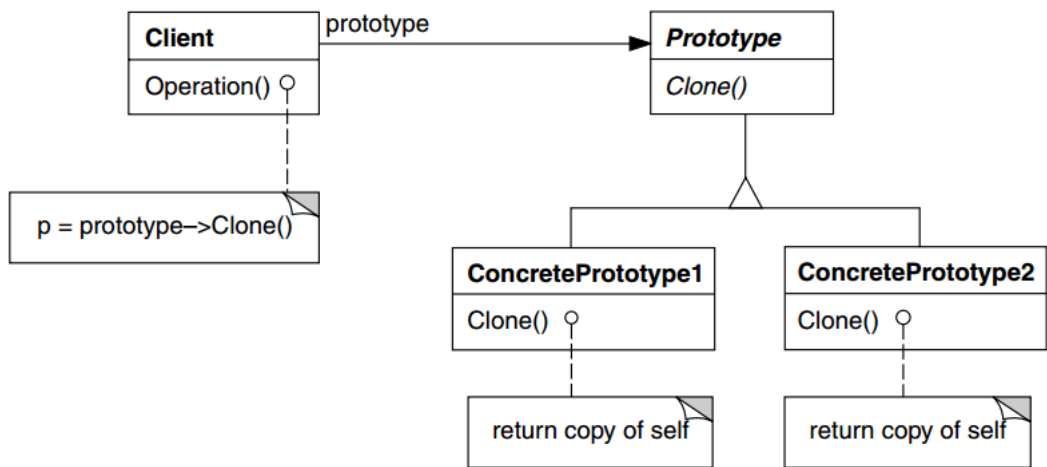 Client
prototype
Prototype
Operation()
Clone()
p = prototype–>Clone()
ConcretePrototype1
ConcretePrototype2
Clone()
Clone()
return copy of self
return copy of self